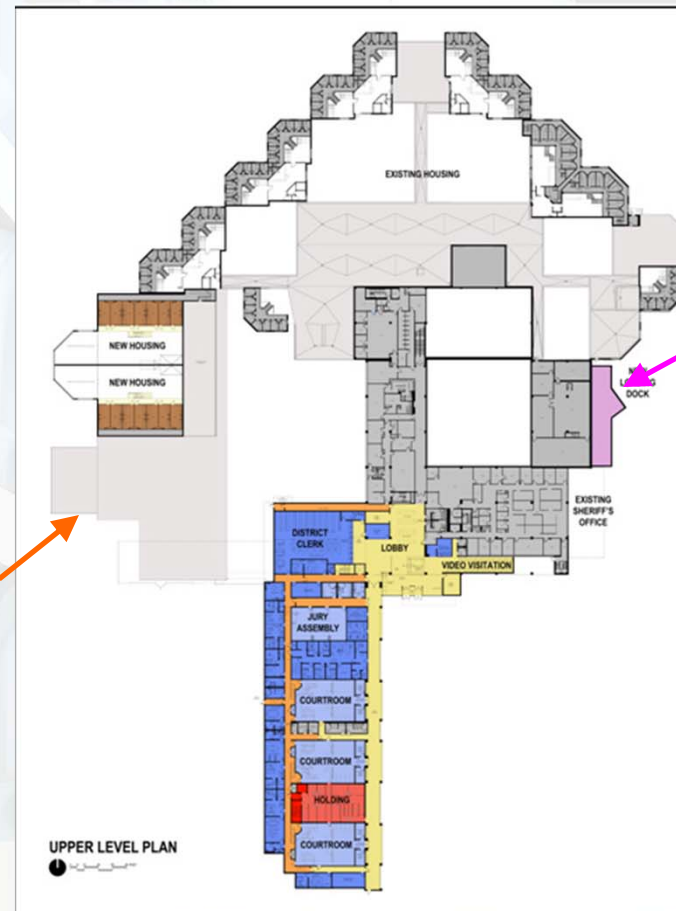 EXISTING HOUSING
NEW HOUSING
NEW HOUSING
DOCK
EXISTING
SHERIFF'S
OFFICE
DISTRICT
CLERK
LOBBY
VIDEO VISITATION
JURY
ASSEMBLY
COURTROOM
COURTROOM
HOLDING
COURTROOM
UPPER LEVEL PLAN